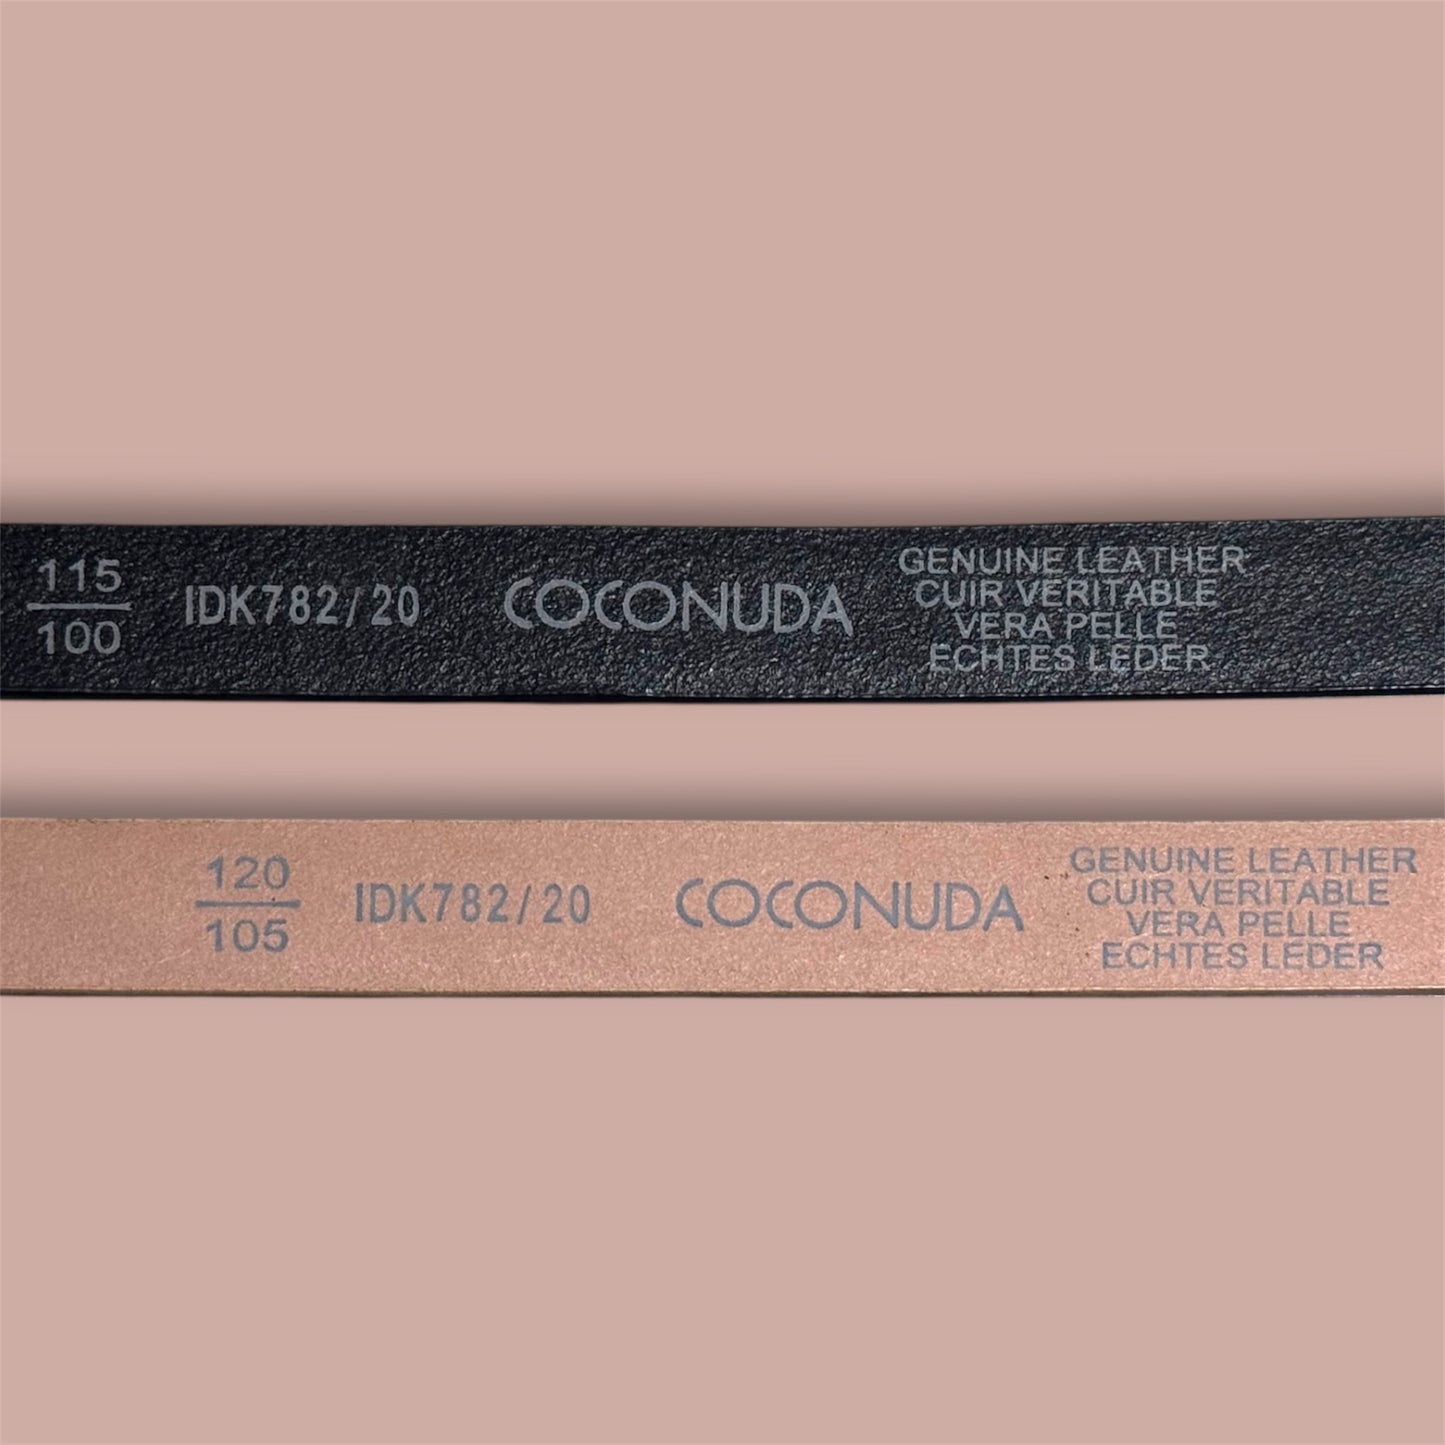 115
100
IDK782/20
COCONUDA
GENUINE LEATHER
CUIR VERITABLE
VERA PELLE
ECHTES LEDER
120
105
IDK782/20
COCONUDA
GENUINE LEATHER
CUIR VERITABLE
VERA PELLE
ECHTES LEDER